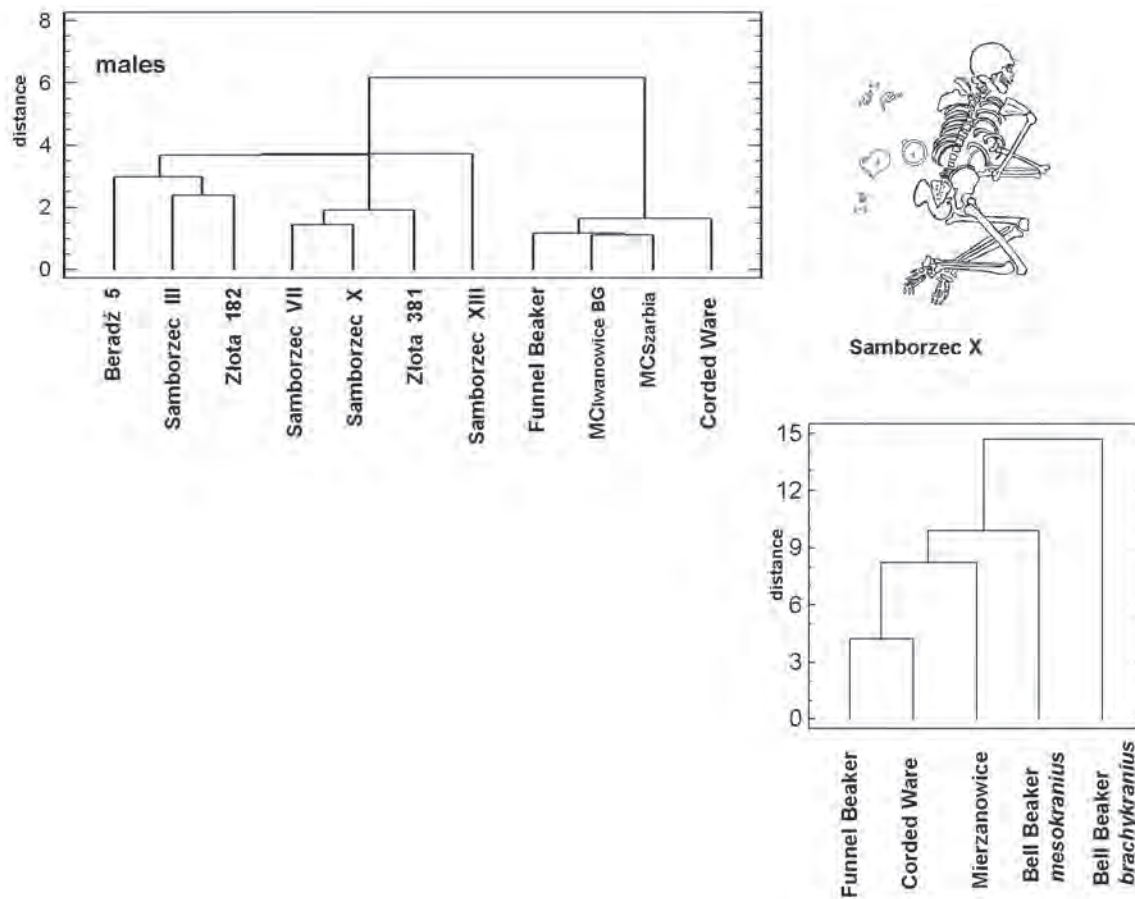 males
distance
8
6
4
2
0
Beradź 5
Samborzec III
Złota 182
Samborzec VII
Samborzec X
Złota 381
Samborzec XIII
Funnel Beaker
MCIwanowice BG
MCSzarbia
Corded Ware
Samborzec X
distance
15
12
9
6
3
0
Funnel Beaker
Corded Ware
Mierzanowice
Bell Beaker
mesokranius
Bell Beaker
brachykranius